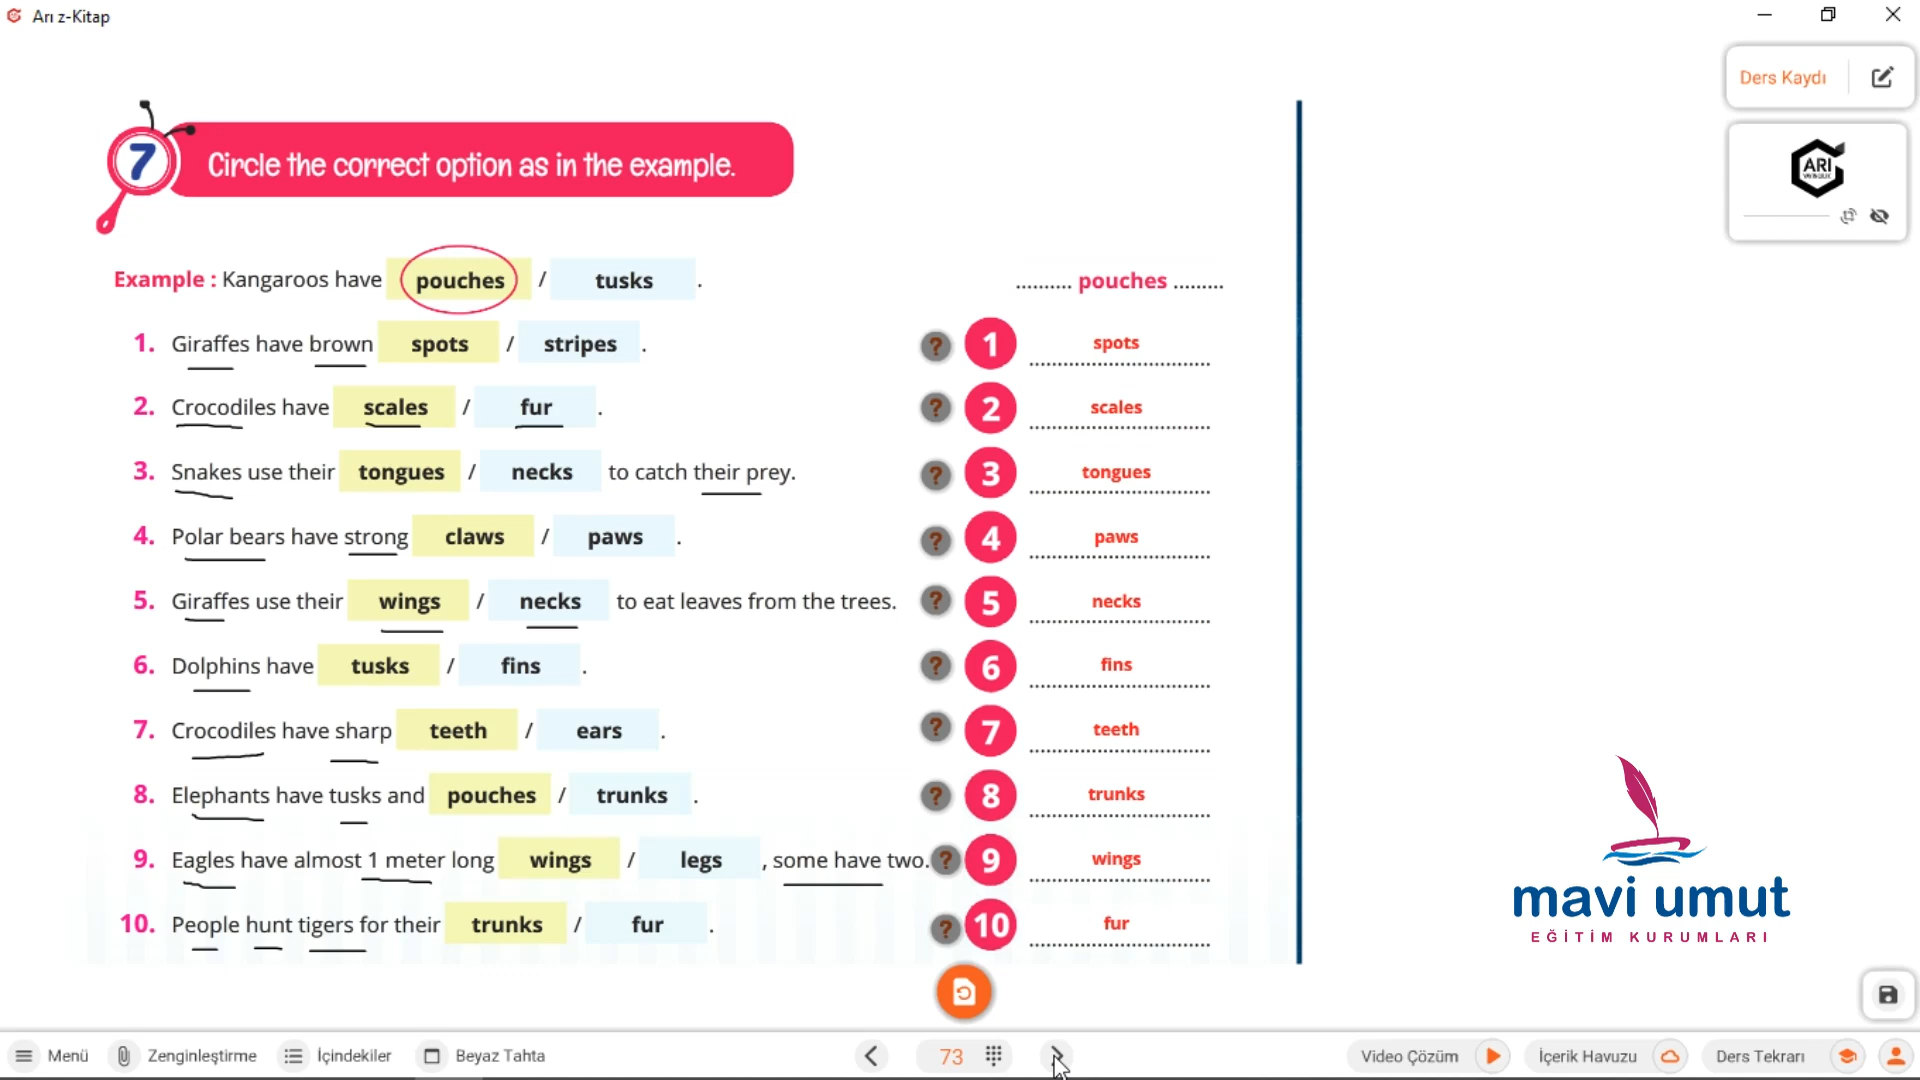 Arı z-Kitap
Ders Kaydı
ARI
7 Circle the correct option as in the example.
Example : Kangaroos have pouches / tusks . .......... pouches .........
1. Giraffes have brown spots / stripes . ? 1 spots
2. Crocodiles have scales / fur . ? 2 scales
3. Snakes use their tongues / necks to catch their prey. ? 3 tongues
4. Polar bears have strong claws / paws . ? 4 paws
5. Giraffes use their wings / necks to eat leaves from the trees. ? 5 necks
6. Dolphins have tusks / fins . ? 6 fins
7. Crocodiles have sharp teeth / ears . ? 7 teeth
8. Elephants have tusks and pouches / trunks . ? 8 trunks
9. Eagles have almost 1 meter long wings / legs , some have two. ? 9 wings
10. People hunt tigers for their trunks / fur . ? 10 fur
mavi umut
EĞİTİM KURUMLARI
Menü Zenginleştirme İçindekiler Beyaz Tahta 73 Video Çözüm İçerik Havuzu Ders Tekrarı